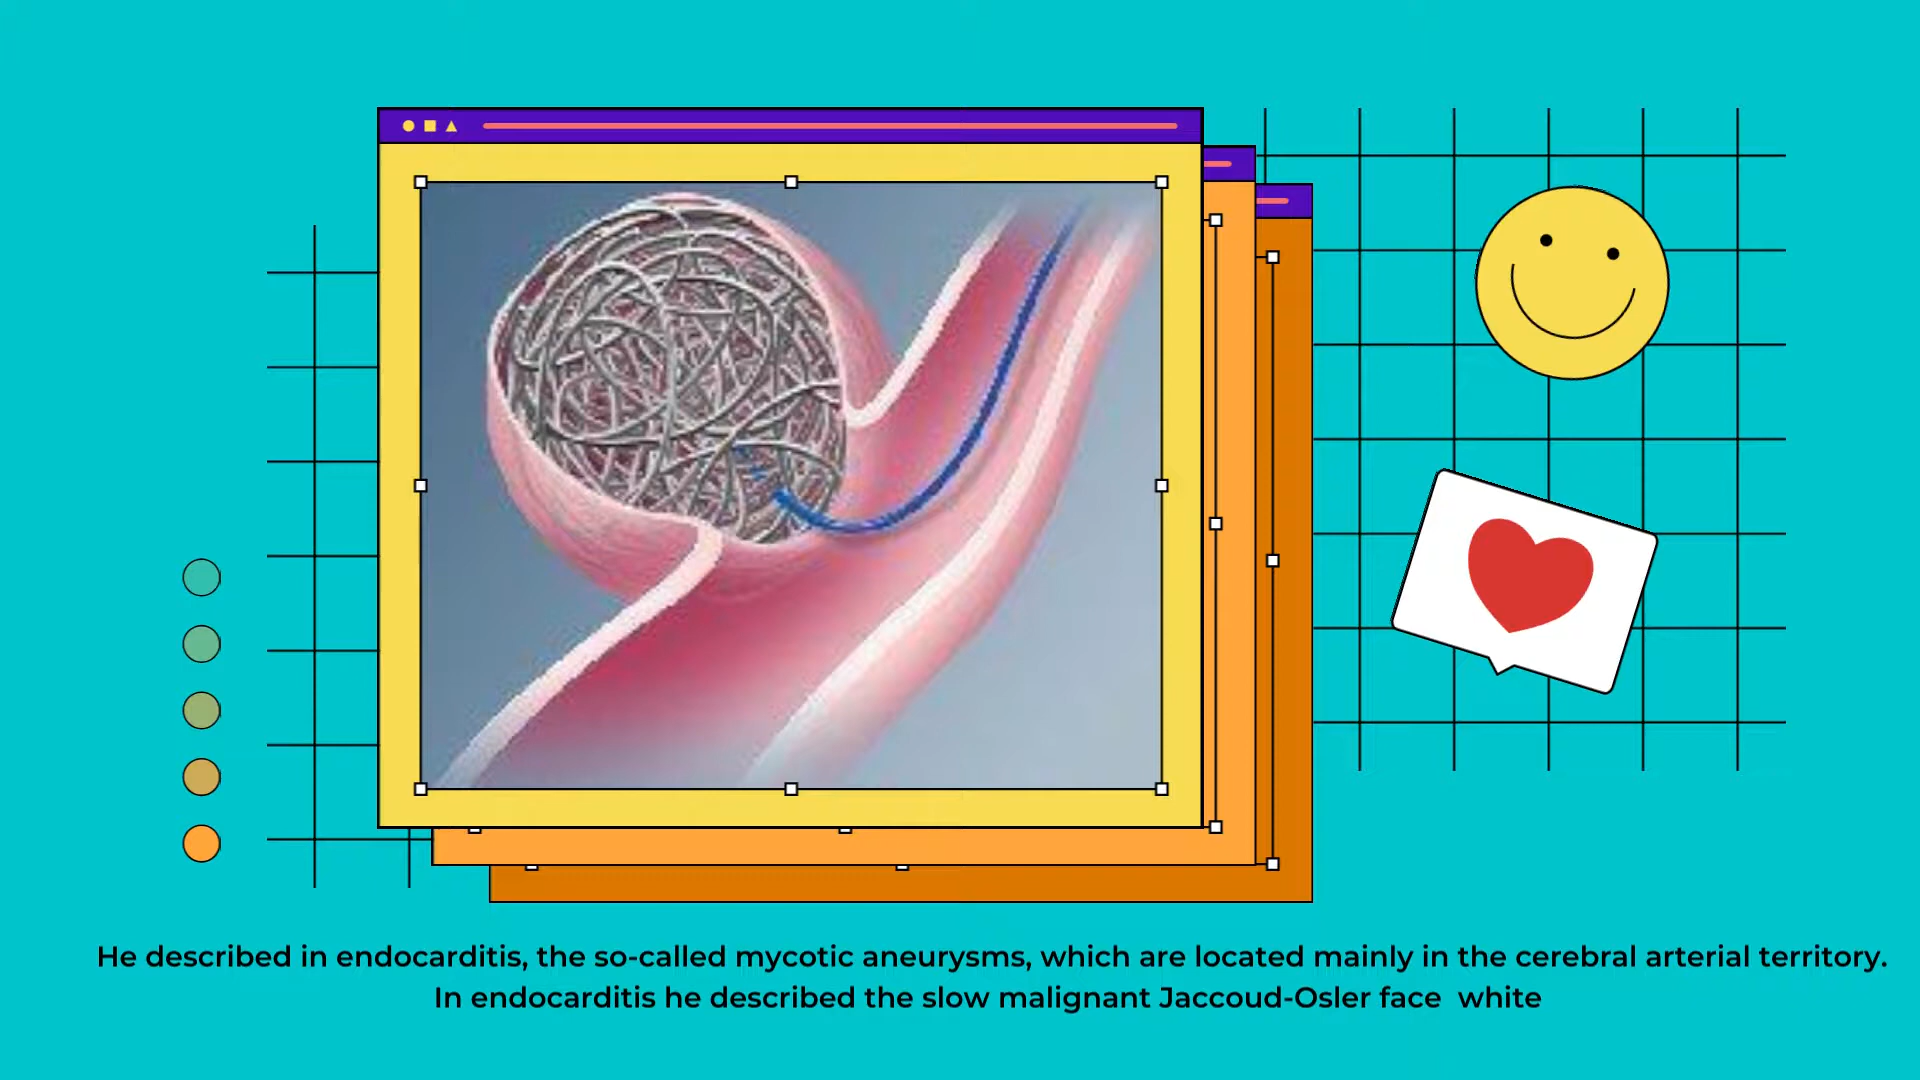 He described in endocarditis, the so-called mycotic aneurysms, which are located mainly in the cerebral arterial territory.
In endocarditis he described the slow malignant Jaccoud-Osler face  white